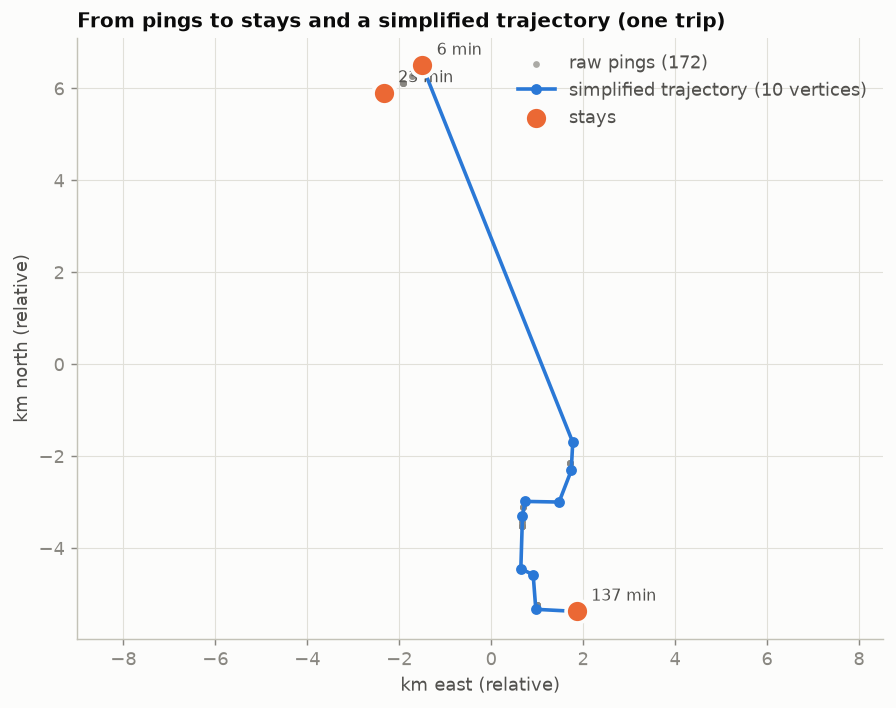 From pings to stays and a simplified trajectory (one trip)
6 min
min
raw pings (172)
simplified trajectory (10 vertices)
stays
137 min
6
4
2
0
−2
−4
−8
−6
−4
−2
0
2
4
6
8
km east (relative)
km north (relative)